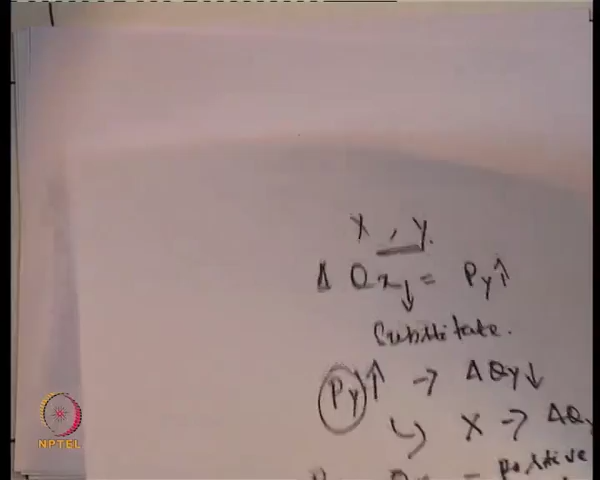 X , Y.
Δ Qx↓ = Py↑
Substitute.
Py↑ → ΔQy↓
↳ X → ΔQ
= positive
NPTEL